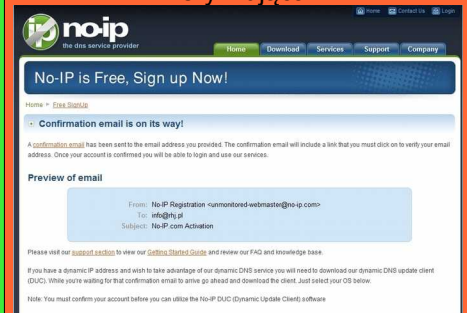 Home Contact Us Login
no-ip
the dns service provider
Home Download Services Support Company
No-IP is Free, Sign up Now!
Home Free SignUp
Confirmation email is on its way!
A confirmation email has been sent to the email address you provided. The confirmation email will include a link that you must click on to verify your email
address. Once your account is confirmed you will be able to login and use our services.
Preview of email
From: No-IP Registration <unmonitored-webmaster@no-ip.com>
To: info@rhj.pl
Subject: No-IP.com Activation
Please visit our support section to view our Getting Started Guide and review our FAQ and knowledge base.
If you have a dynamic IP address and wish to take advantage of our dynamic DNS service you will need to download our dynamic DNS update client
(DUC). While you're waiting for that confirmation email to arrive go ahead and download the client. Just select your OS below.
Note: You must confirm your account before you can utilize the No-IP DUC (Dynamic Update Client) software